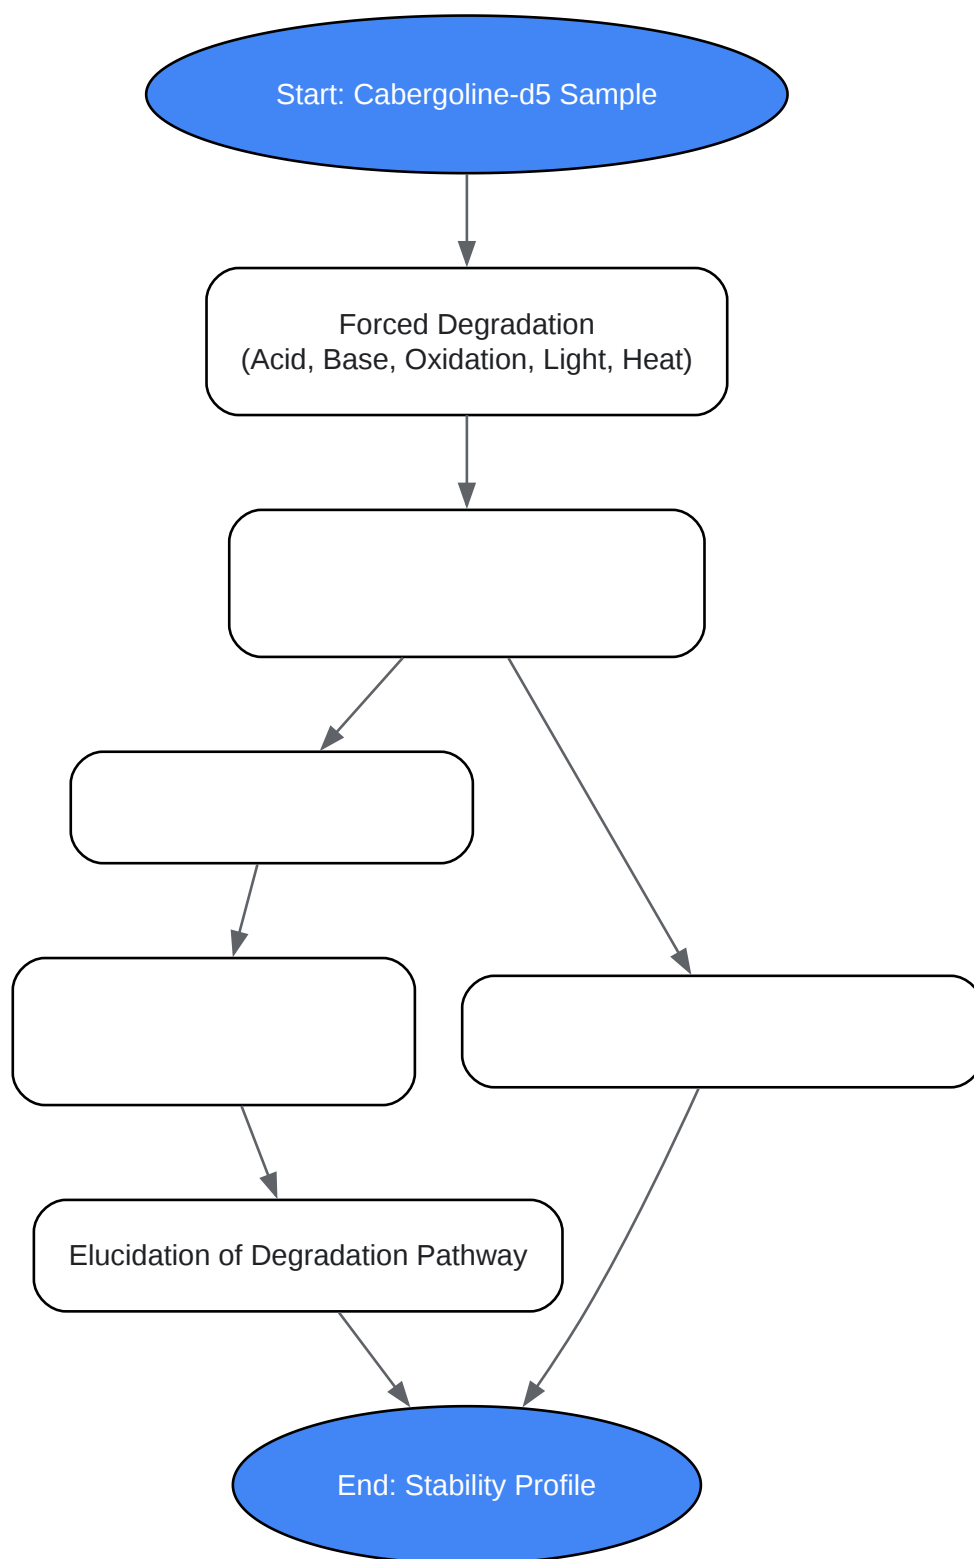 Start: Cabergoline-d5 Sample
Forced Degradation
(Acid, Base, Oxidation, Light, Heat)
Elucidation of Degradation Pathway
End: Stability Profile